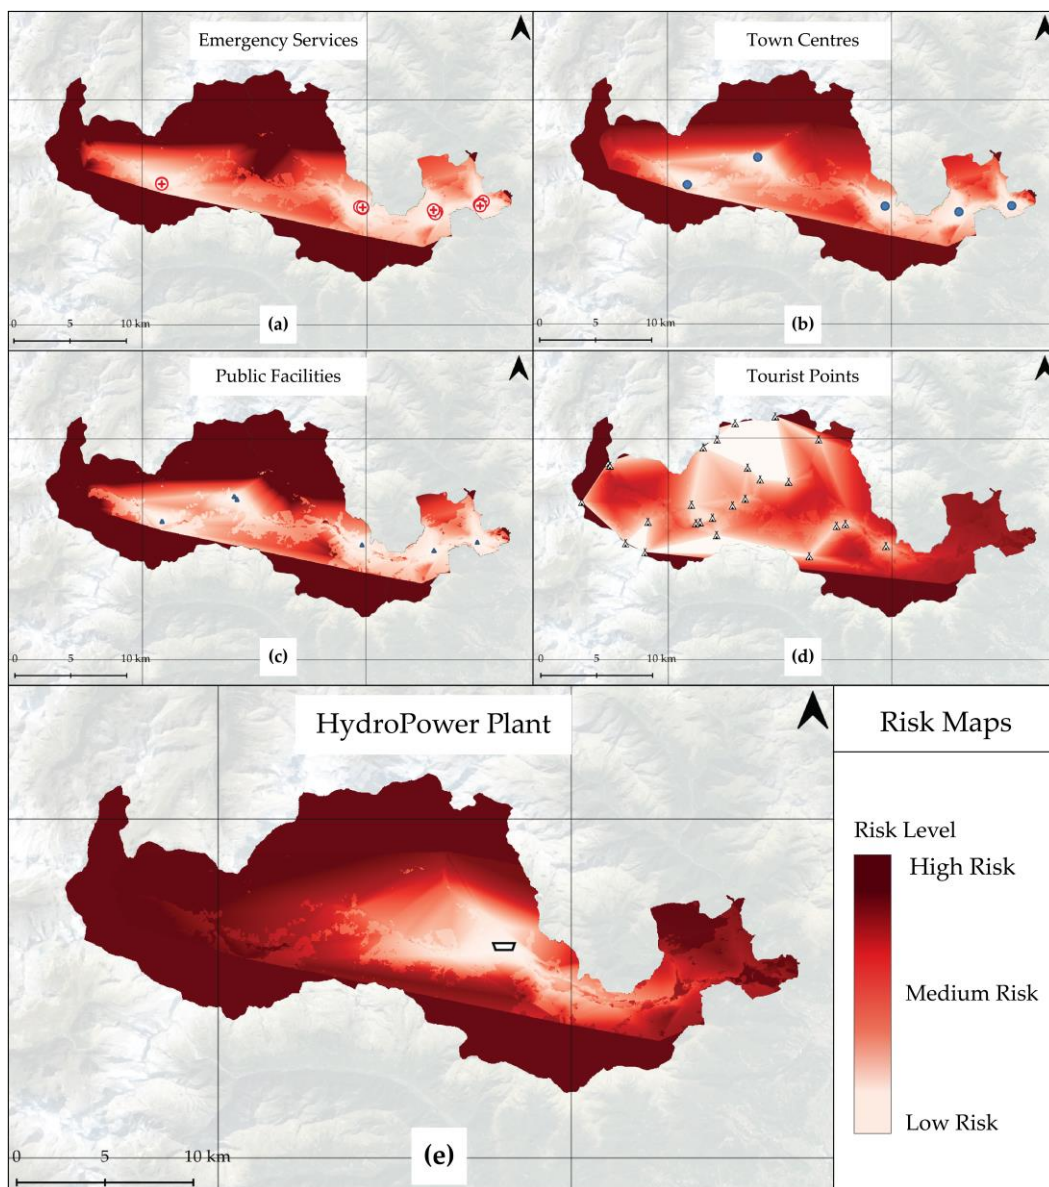 Emergency Services
0 5 10 km
(a)
Town Centres
0 5 10 km
(b)
Public Facilities
0 5 10 km
(c)
Tourist Points
0 5 10 km
(d)
HydroPower Plant
0 5 10 km
(e)
Risk Maps
Risk Level
High Risk
Medium Risk
Low Risk